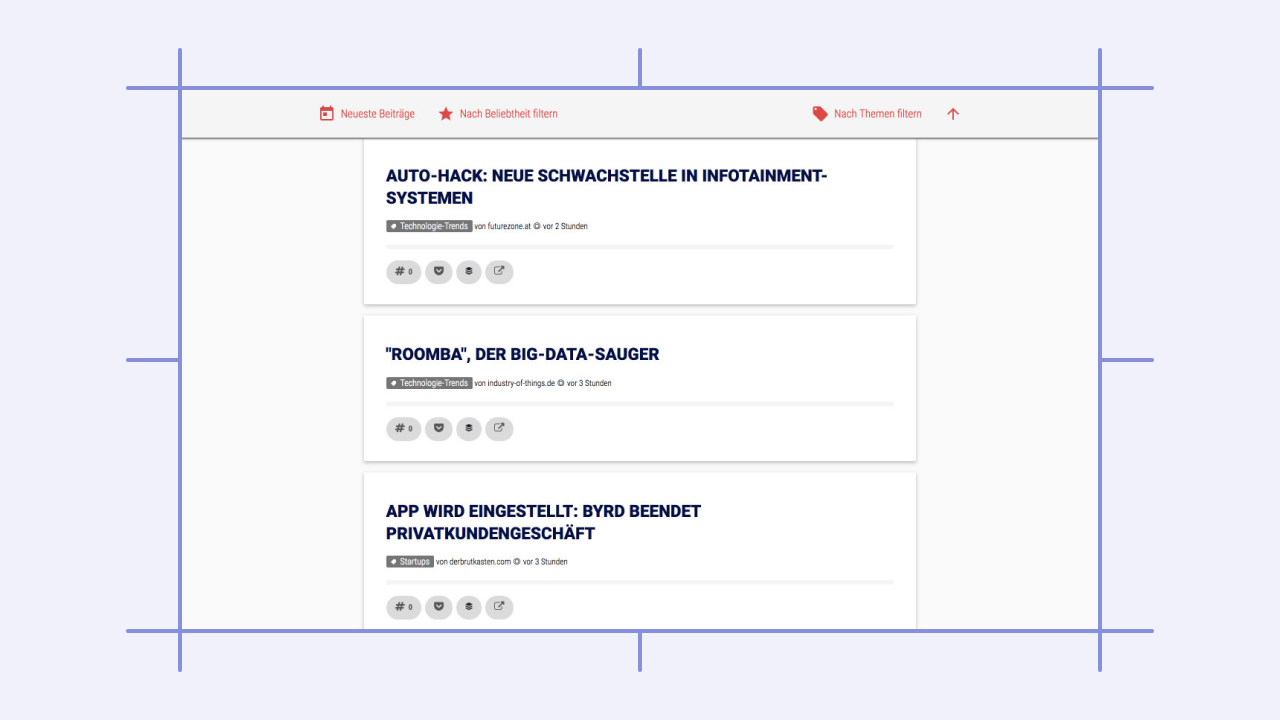 Neueste Beiträge Nach Beliebtheit filtern Nach Themen filtern
AUTO-HACK: NEUE SCHWACHSTELLE IN INFOTAINMENT-
SYSTEMEN
Technologie-Trends von futurezone.at vor 2 Stunden
# 0
"ROOMBA", DER BIG-DATA-SAUGER
Technologie-Trends von industry-of-things.de vor 3 Stunden
# 0
APP WIRD EINGESTELLT: BYRD BEENDET
PRIVATKUNDENGESCHÄFT
Startups von derbrutkasten.com vor 3 Stunden
# 0